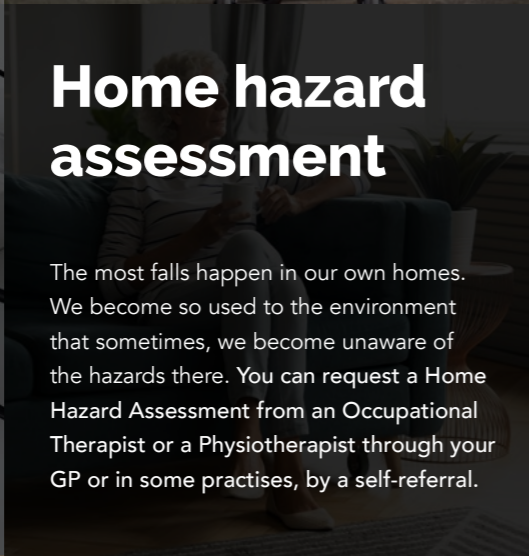 Home hazard
assessment
The most falls happen in our own homes.
We become so used to the environment
that sometimes, we become unaware of
the hazards there. You can request a Home
Hazard Assessment from an Occupational
Therapist or a Physiotherapist through your
GP or in some practises, by a self-referral.